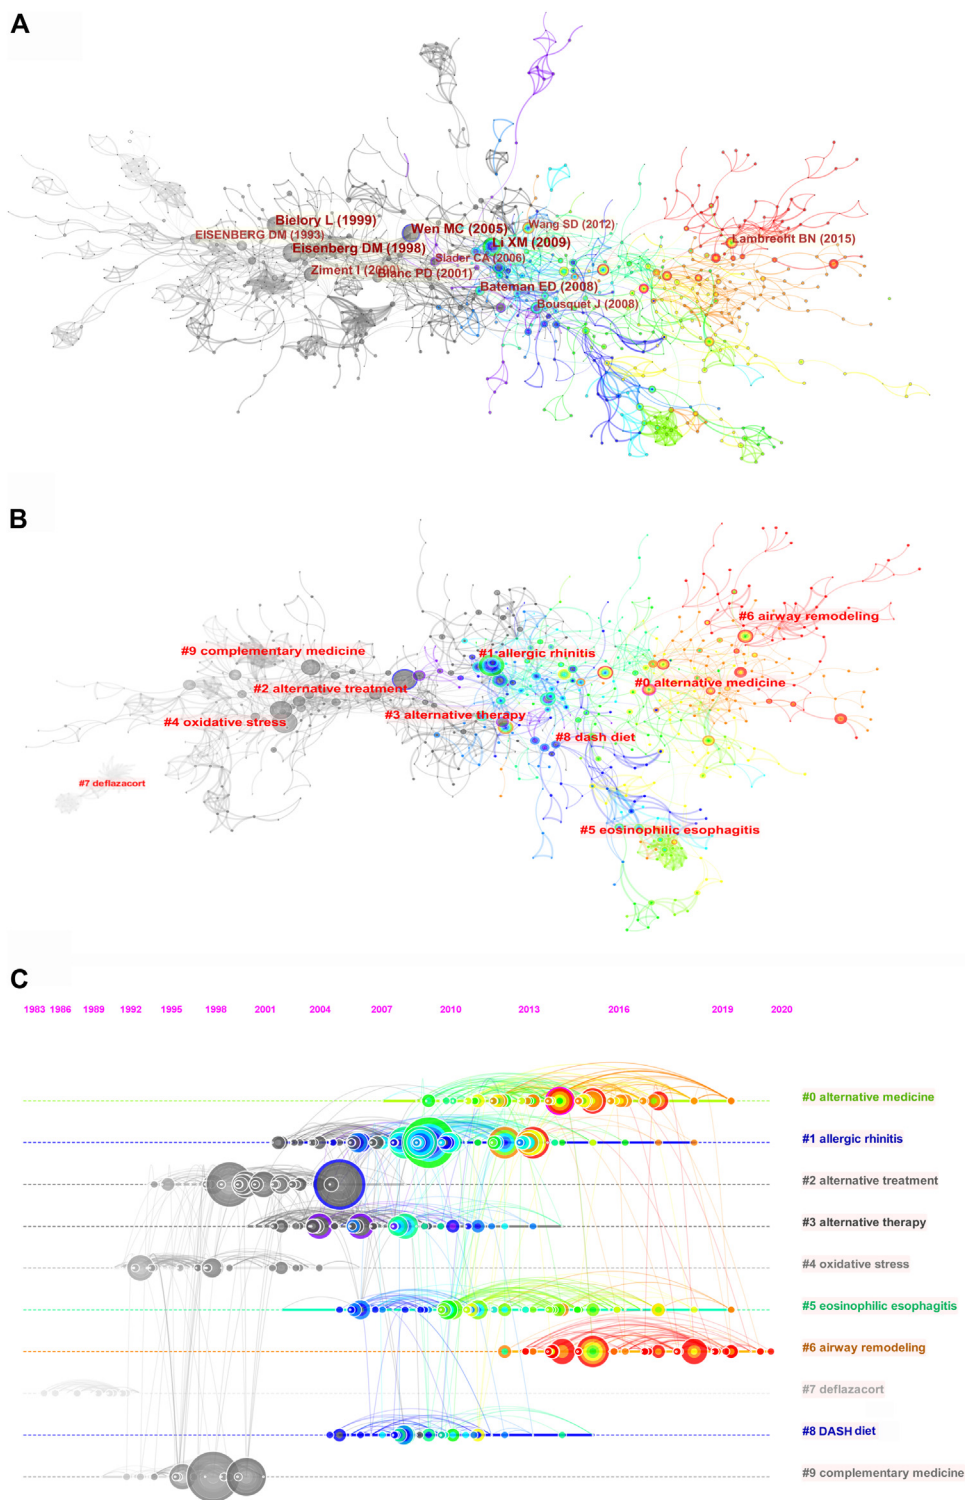 A
Bielory L (1999)
EISENBERG DM (1993)
Eisenberg DM (1998)
Ziment I (2000)
Blanc PD (2001)
Wen MC (2005)
Wang SD (2012)
Li XM (2009)
Slader CA (2006)
Bateman ED (2008)
Bousquet J (2008)
Lambrecht BN (2015)
B
#6 airway remodeling
#9 complementary medicine
#1 allergic rhinitis
#2 alternative treatment
#0 alternative medicine
#4 oxidative stress
#3 alternative therapy
#8 dash diet
#7 deflazacort
#5 eosinophilic esophagitis
C
1983 1986 1989 1992 1995 1998 2001 2004 2007 2010 2013 2016 2019 2020
#0 alternative medicine
#1 allergic rhinitis
#2 alternative treatment
#3 alternative therapy
#4 oxidative stress
#5 eosinophilic esophagitis
#6 airway remodeling
#7 deflazacort
#8 DASH diet
#9 complementary medicine